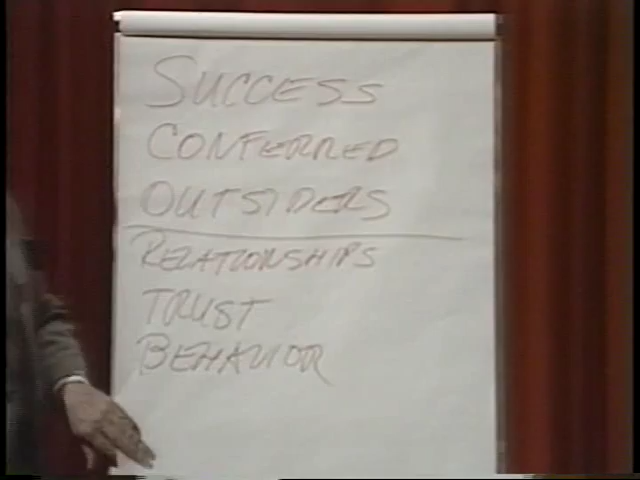 SUCCESS
CONFERRED
OUTSIDERS
RELATIONSHIPS
TRUST
BEHAVIOR